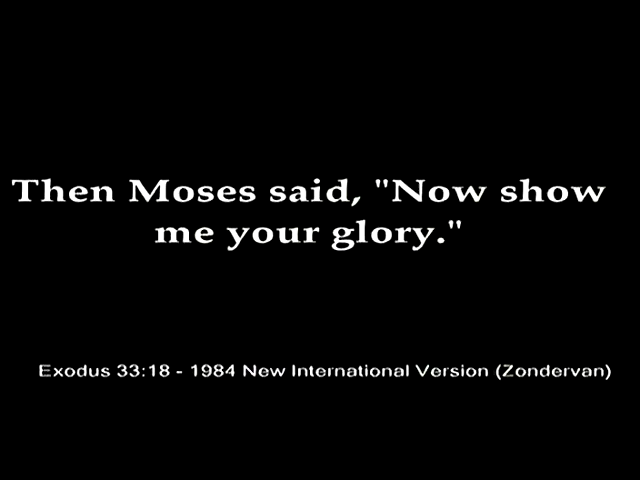 Then Moses said, "Now show
me your glory."
Exodus 33:18 - 1984 New International Version (Zondervan)